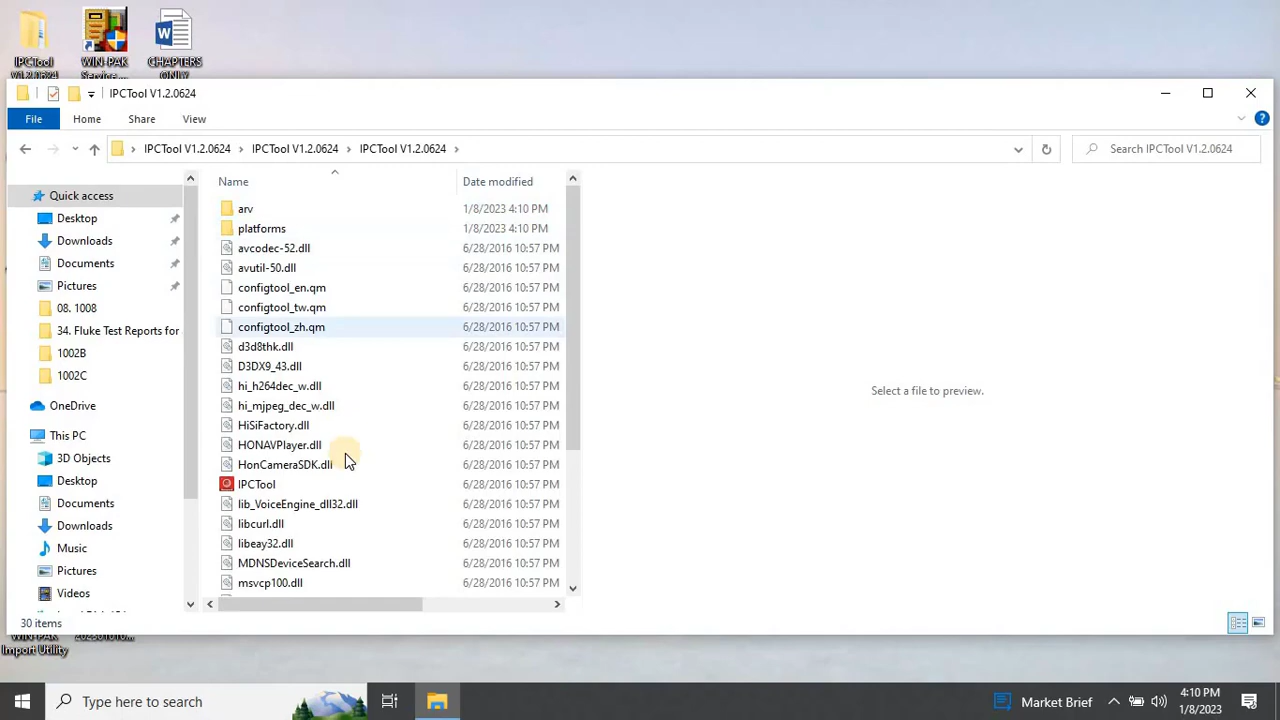 IPCTool
V1.2.0624
WIN-PAK
Service ...
CHAPTERS
ONLY
IPCTool V1.2.0624
File
Home
Share
View
IPCTool V1.2.0624
IPCTool V1.2.0624
IPCTool V1.2.0624
Search IPCTool V1.2.0624
Quick access
Desktop
Downloads
Documents
Pictures
08. 1008
34. Fluke Test Reports for
1002B
1002C
OneDrive
This PC
3D Objects
Desktop
Documents
Downloads
Music
Pictures
Videos
Name Date modified
arv 1/8/2023 4:10 PM
platforms 1/8/2023 4:10 PM
avcodec-52.dll 6/28/2016 10:57 PM
avutil-50.dll 6/28/2016 10:57 PM
configtool_en.qm 6/28/2016 10:57 PM
configtool_tw.qm 6/28/2016 10:57 PM
configtool_zh.qm 6/28/2016 10:57 PM
d3d8thk.dll 6/28/2016 10:57 PM
D3DX9_43.dll 6/28/2016 10:57 PM
hi_h264dec_w.dll 6/28/2016 10:57 PM
hi_mjpeg_dec_w.dll 6/28/2016 10:57 PM
HiSiFactory.dll 6/28/2016 10:57 PM
HONAVPlayer.dll 6/28/2016 10:57 PM
HonCameraSDK.dll 6/28/2016 10:57 PM
IPCTool 6/28/2016 10:57 PM
lib_VoiceEngine_dll32.dll 6/28/2016 10:57 PM
libcurl.dll 6/28/2016 10:57 PM
libeay32.dll 6/28/2016 10:57 PM
MDNSDeviceSearch.dll 6/28/2016 10:57 PM
msvcp100.dll 6/28/2016 10:57 PM
Select a file to preview.
30 items
WIN-PAK
Import Utility
Type here to search
Market Brief
4:10 PM
1/8/2023